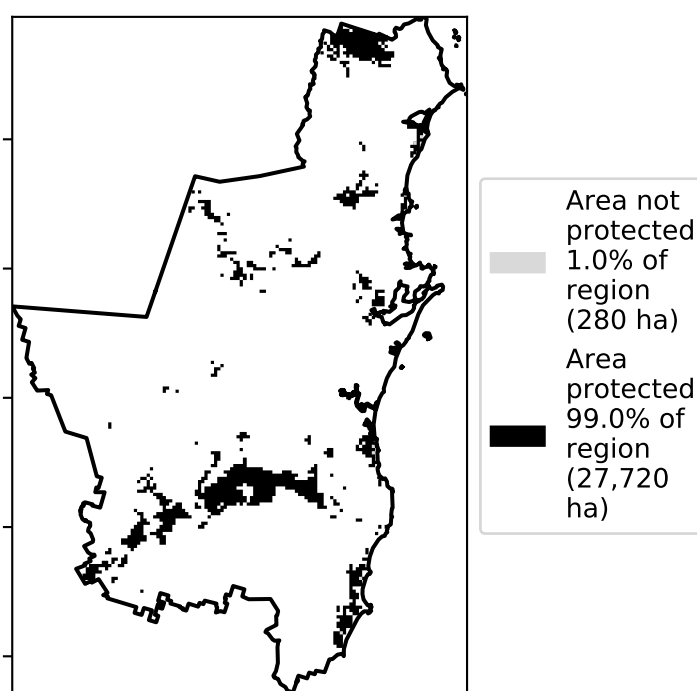 Area not
protected
1.0% of
region
(280 ha)
Area
protected
99.0% of
region
(27,720
ha)